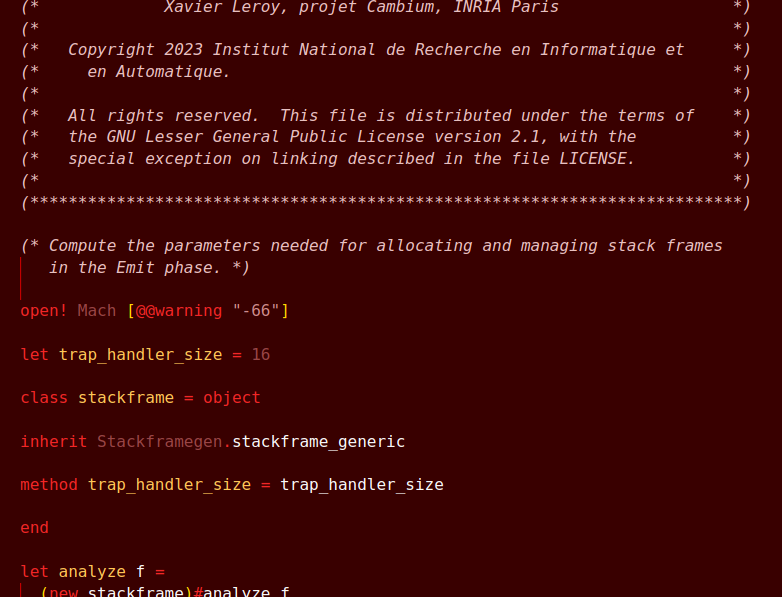 (*             Xavier Leroy, projet Cambium, INRIA Paris                  *)
(*                                                                        *)
(*   Copyright 2023 Institut National de Recherche en Informatique et     *)
(*     en Automatique.                                                    *)
(*                                                                        *)
(*   All rights reserved.  This file is distributed under the terms of    *)
(*   the GNU Lesser General Public License version 2.1, with the          *)
(*   special exception on linking described in the file LICENSE.          *)
(*                                                                        *)
(**************************************************************************)
(* Compute the parameters needed for allocating and managing stack frames
   in the Emit phase. *)
open! Mach [@@warning "-66"]
let trap_handler_size = 16
class stackframe = object
inherit Stackframegen.stackframe_generic
method trap_handler_size = trap_handler_size
end
let analyze f =
  (new stackframe)#analyze f